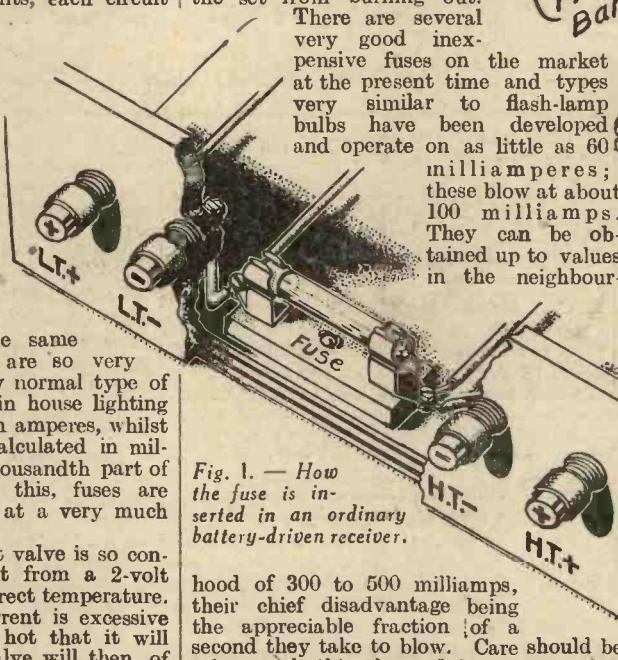 the set from burning out.
There are several
very good inex-
pensive fuses on the market
at the present time and types
very similar to flash-lamp
bulbs have been developed
and operate on as little as 60
milliamperes;
these blow at about
100 milliamps.
They can be ob-
tained up to values
in the neighbour-
L.T.+
L.T.-
FUSE
H.T.-
H.T.+
same
are so very
normal type of
in house lighting
amperes, whilst
calculated in mil-
thousandth part of
this, fuses are
at a very much
valve is so con-
from a 2-volt
correct temperature.
current is excessive
hot that it will
valve will then, of
Fig. 1. — How
the fuse is in-
serted in an ordinary
battery-driven receiver.
hood of 300 to 500 milliamps,
their chief disadvantage being
the appreciable fraction of a
second they take to blow. Care should be